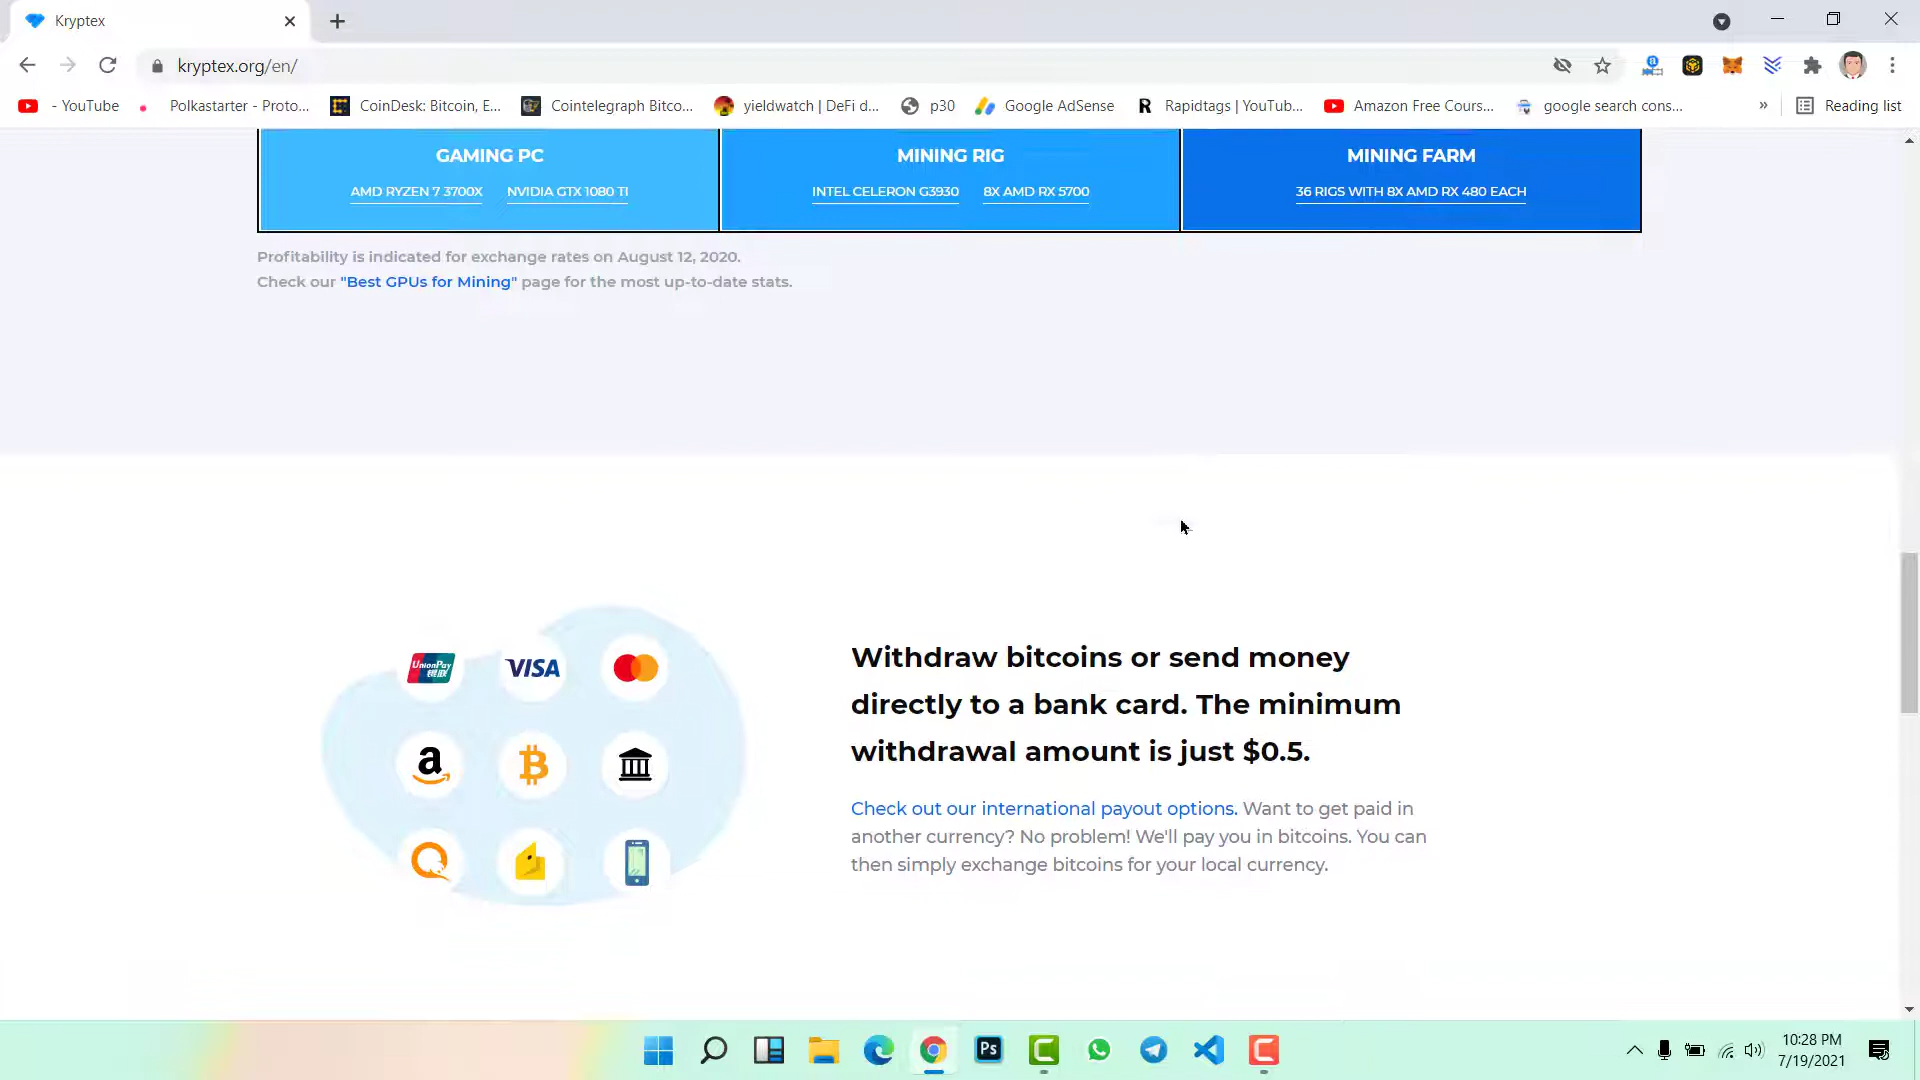 Kryptex
kryptex.org/en/
- YouTube
Polkastarter - Proto...
CoinDesk: Bitcoin, E...
Cointelegraph Bitco...
yieldwatch | DeFi d...
p30
Google AdSense
Rapidtags | YouTub...
Amazon Free Cours...
google search cons...
»
Reading list
GAMING PC
AMD RYZEN 7 3700X NVIDIA GTX 1080 TI
MINING RIG
INTEL CELERON G3930 8X AMD RX 5700
MINING FARM
36 RIGS WITH 8X AMD RX 480 EACH
Profitability is indicated for exchange rates on August 12, 2020.
Check our "Best GPUs for Mining" page for the most up-to-date stats.
UnionPay
银联
VISA
Withdraw bitcoins or send money
directly to a bank card. The minimum
withdrawal amount is just $0.5.
Check out our international payout options. Want to get paid in
another currency? No problem! We'll pay you in bitcoins. You can
then simply exchange bitcoins for your local currency.
Ps
10:28 PM
7/19/2021